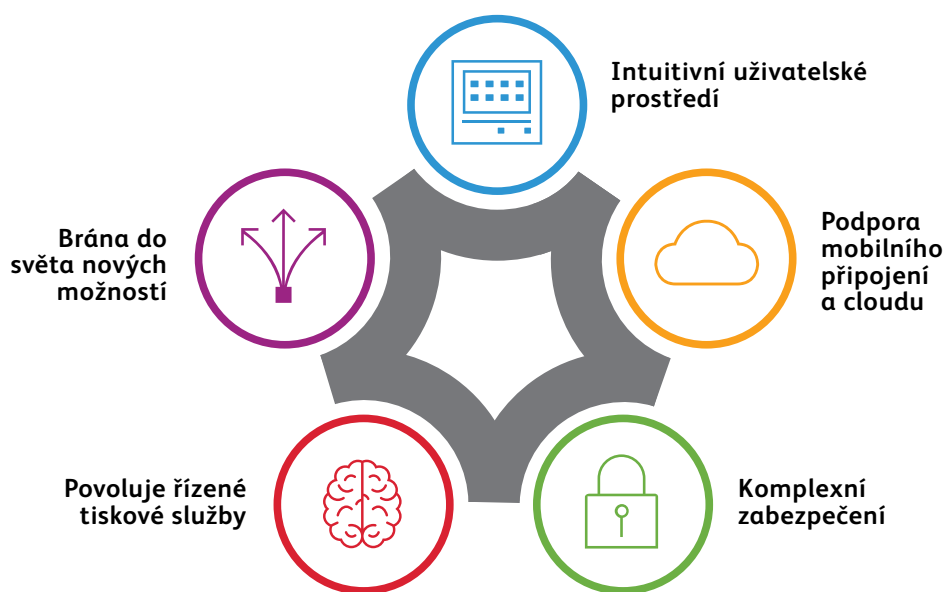 Intuitivní uživatelské
prostředí
Podpora
mobilního
připojení
a cloudu
Komplexní
zabezpečení
Povoluje řízené
tiskové služby
Brána do
světa nových
možností